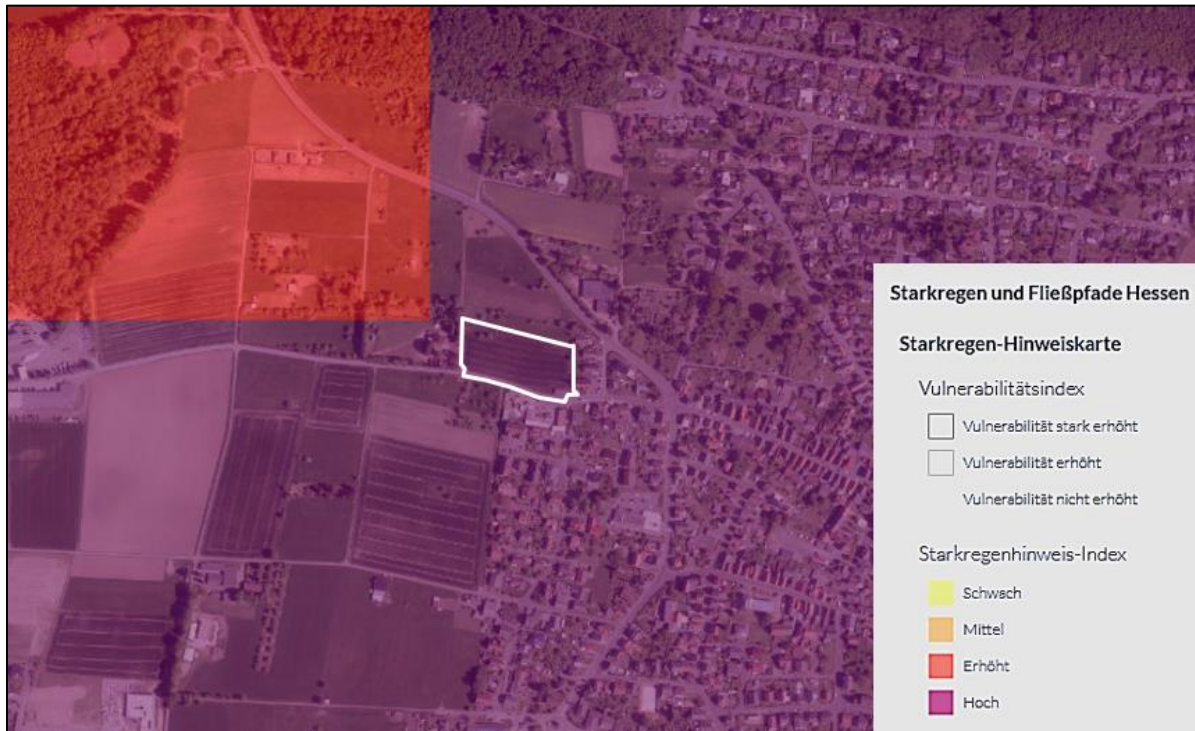 Starkregen und Fließpfade Hessen
Starkregen-Hinweiskarte
Vulnerabilitätsindex
Vulnerabilität stark erhöht
Vulnerabilität erhöht
Vulnerabilität nicht erhöht
Starkregenhinweis-Index
Schwach
Mittel
Erhöht
Hoch